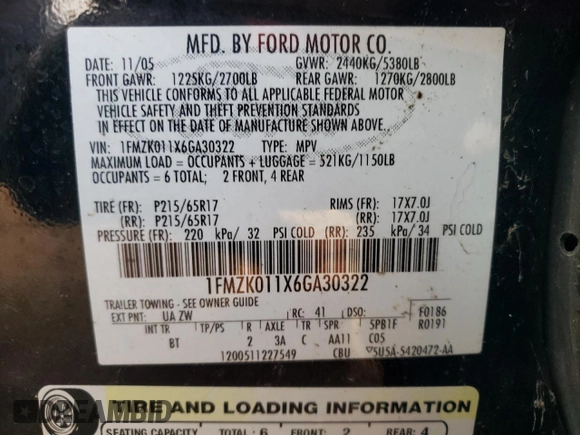 MFD. BY FORD MOTOR CO.
DATE: 11/05 GVWR: 2440KG/5380LB
FRONT GAWR: 1225KG/2700LB REAR GAWR: 1270KG/2800LB
THIS VEHICLE CONFORMS TO ALL APPLICABLE FEDERAL MOTOR
VEHICLE SAFETY AND THEFT PREVENTION STANDARDS
IN EFFECT ON THE DATE OF MANUFACTURE SHOWN ABOVE.
VIN: 1FMZK011X6GA30322 TYPE: MPV
MAXIMUM LOAD = OCCUPANTS + LUGGAGE = 521KG/1150LB
OCCUPANTS = 6 TOTAL; 2 FRONT, 4 REAR
TIRE (FR): P215/65R17 RIMS (FR): 17X7.0J
(RR): P215/65R17 (RR): 17X7.0J
PRESSURE (FR): 220 kPa/ 32 PSI COLD (RR): 235 kPa/ 34 PSI COLD
1FMZK011X6GA30322
TRAILER TOWING - SEE OWNER GUIDE
EXT PNT: UA ZW RC: 41 DSO: F0186
INT TR TP/PS R AXLE TR SPR SPB1F R0191
BT 2 3A C AA11 C05
1200511227549 CBU 5U5A-5420472-AA
TIRE AND LOADING INFORMATION
SEATING CAPACITY TOTAL: 6 FRONT: 2 REAR: 4